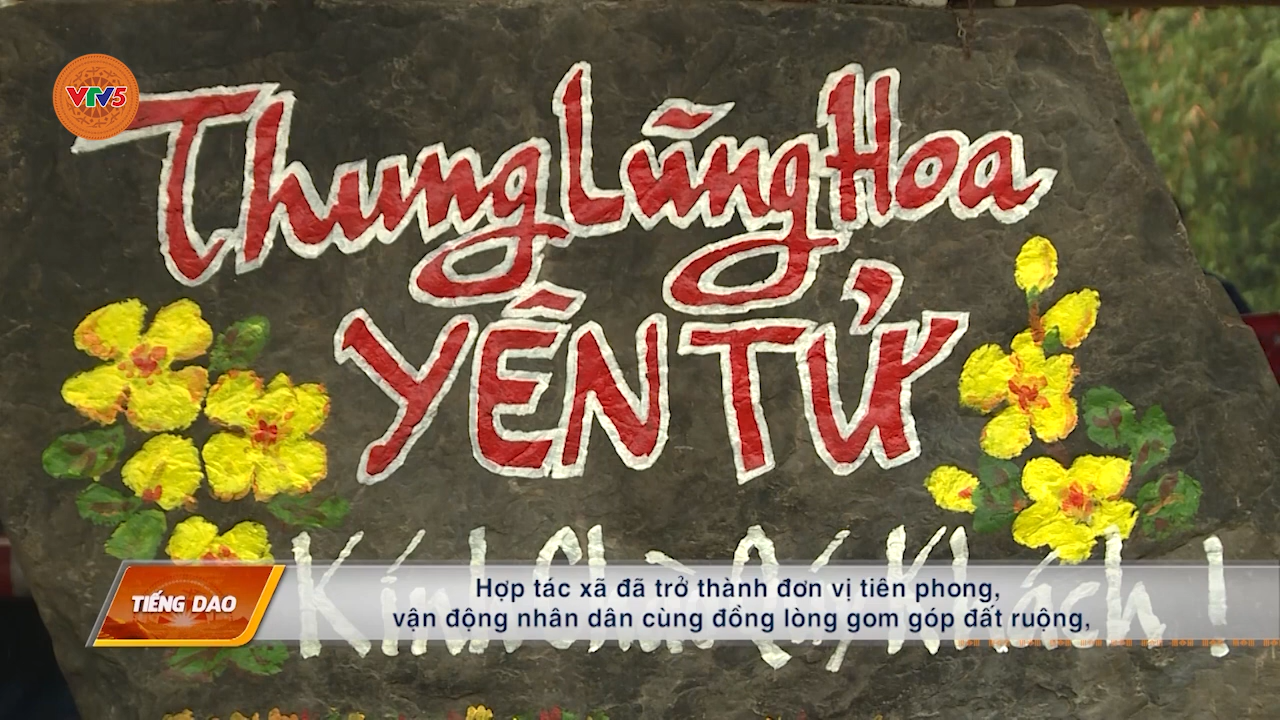 VTV5
Thung Lũng Hoa
YÊN TỬ
Kính Chào Quý Khách!
TIẾNG DAO
Hợp tác xã đã trở thành đơn vị tiên phong,
vận động nhân dân cùng đồng lòng gom góp đất ruộng,